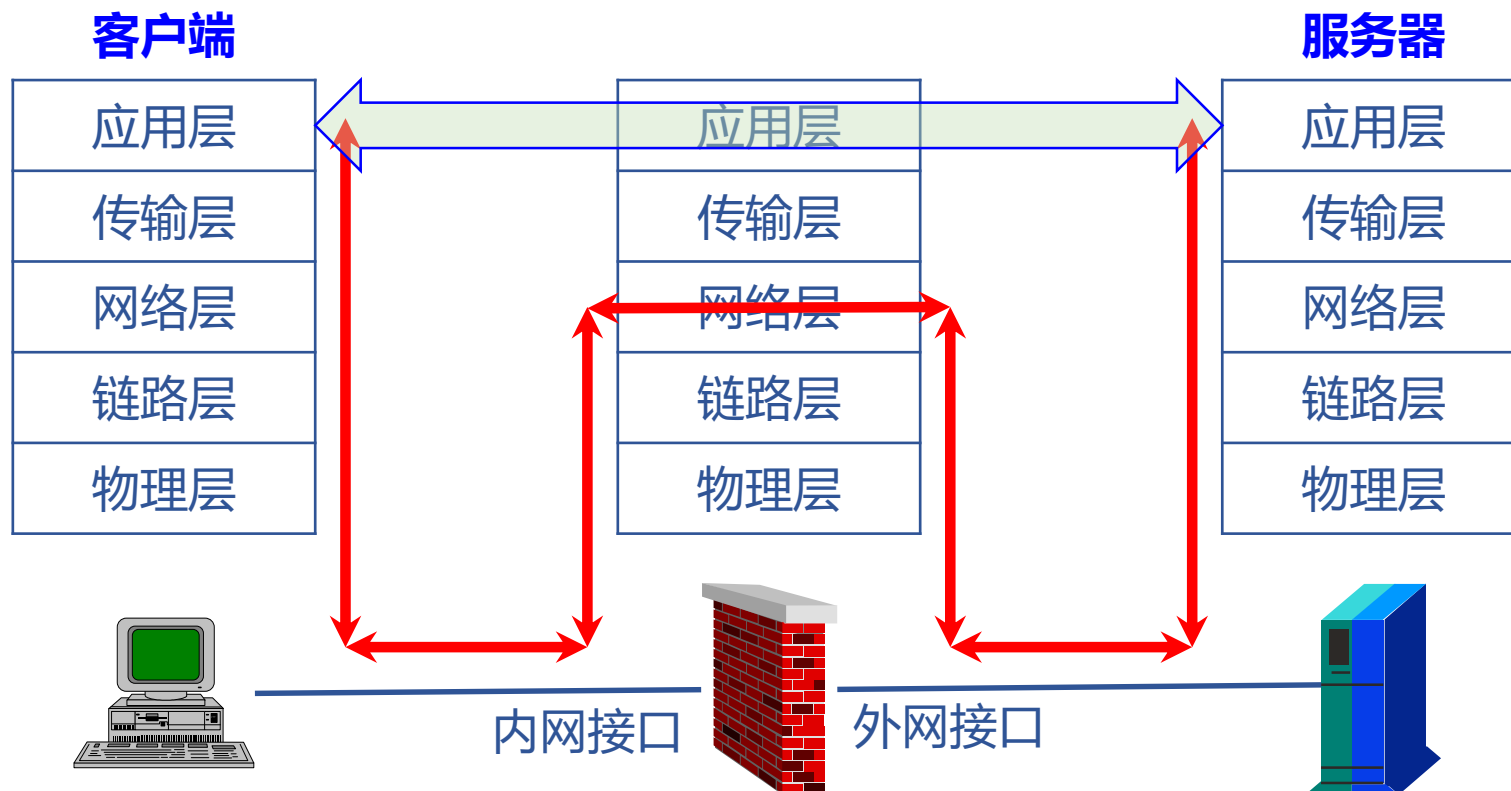 客户端
服务器
应用层
应用层
应用层
传输层
传输层
传输层
网络层
网络层
网络层
链路层
链路层
链路层
物理层
物理层
物理层
内网接口
外网接口